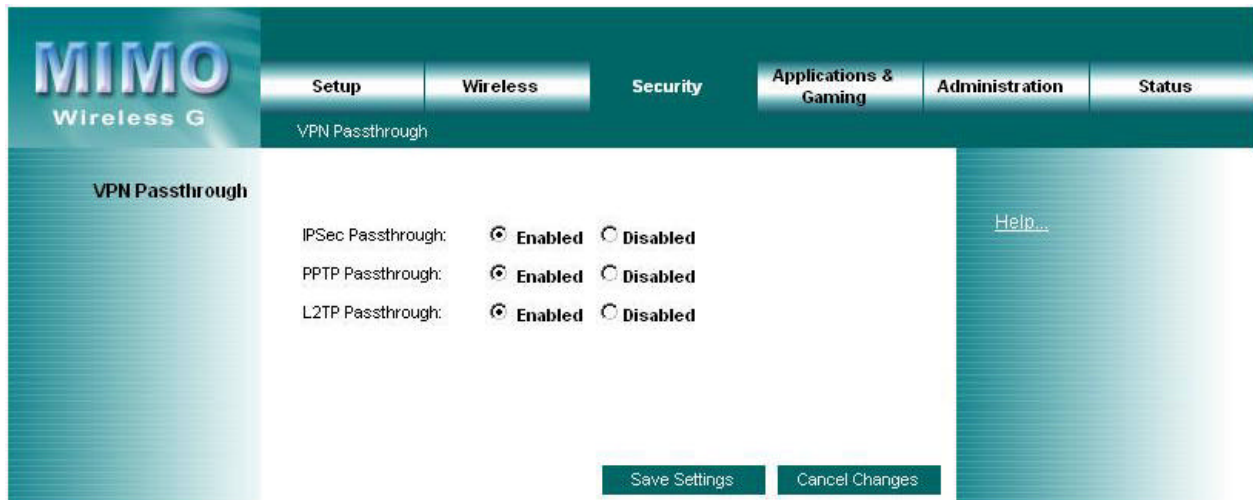 MIMO
Wireless G
Setup
Wireless
Security
Applications &
Gaming
Administration
Status
VPN Passthrough
VPN Passthrough
IPSec Passthrough: Enabled Disabled
PPTP Passthrough: Enabled Disabled
L2TP Passthrough: Enabled Disabled
Help...
Save Settings
Cancel Changes